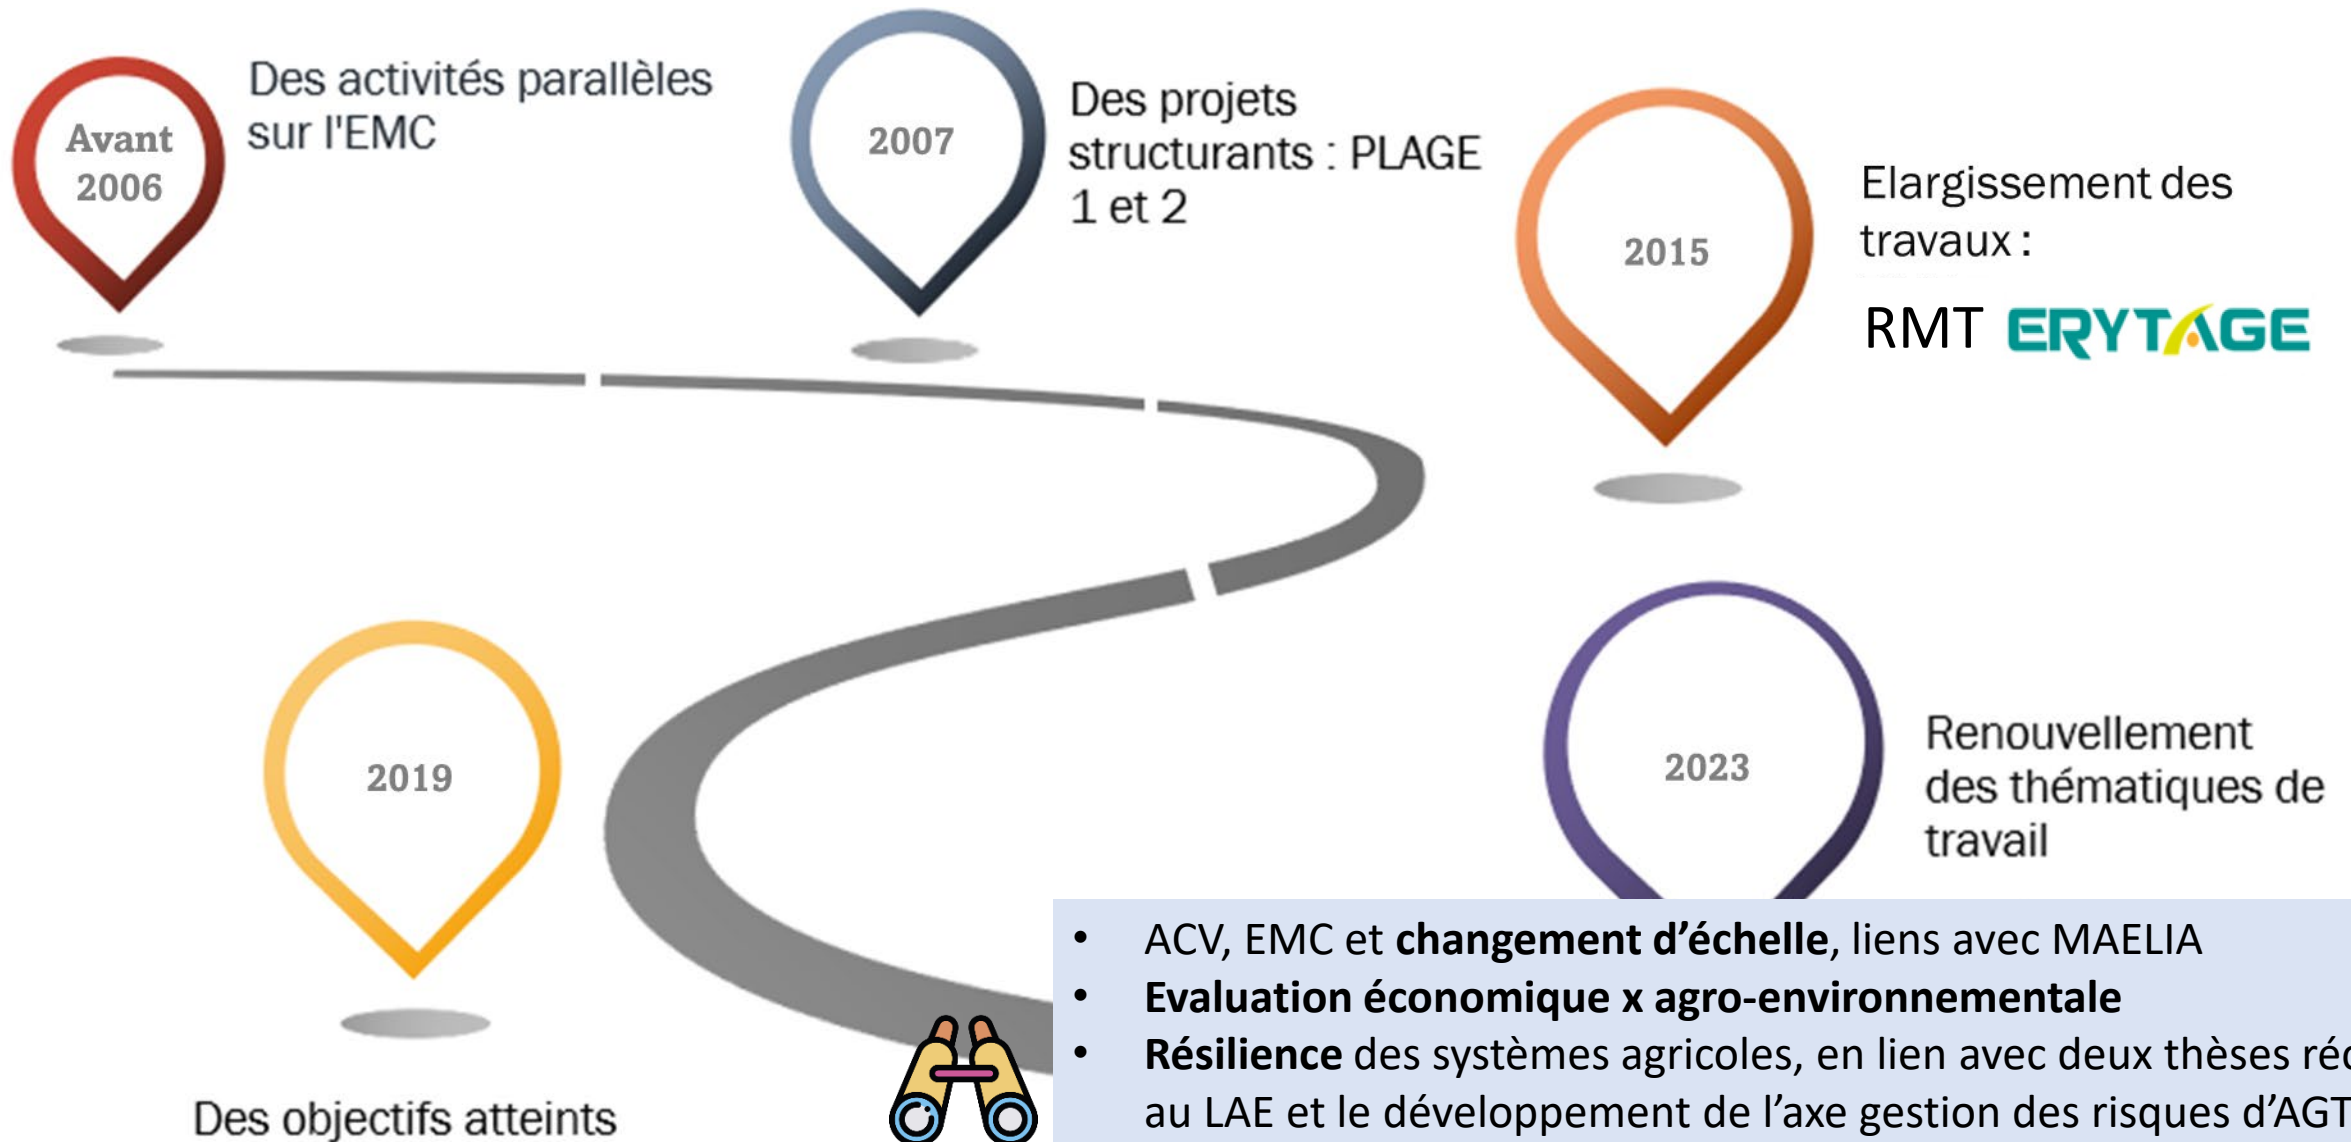 Avant
2006
Des activités parallèles
sur l'EMC
2007
Des projets
structurants : PLAGE
1 et 2
2015
Elargissement des
travaux :
RMT ERYTAGE
2019
Des objectifs atteints
2023
Renouvellement
des thématiques de
travail
• ACV, EMC et changement d’échelle, liens avec MAELIA
• Evaluation économique x agro-environnementale
• Résilience des systèmes agricoles, en lien avec deux thèses
au LAE et le développement de l’axe gestion des risques d’AGT